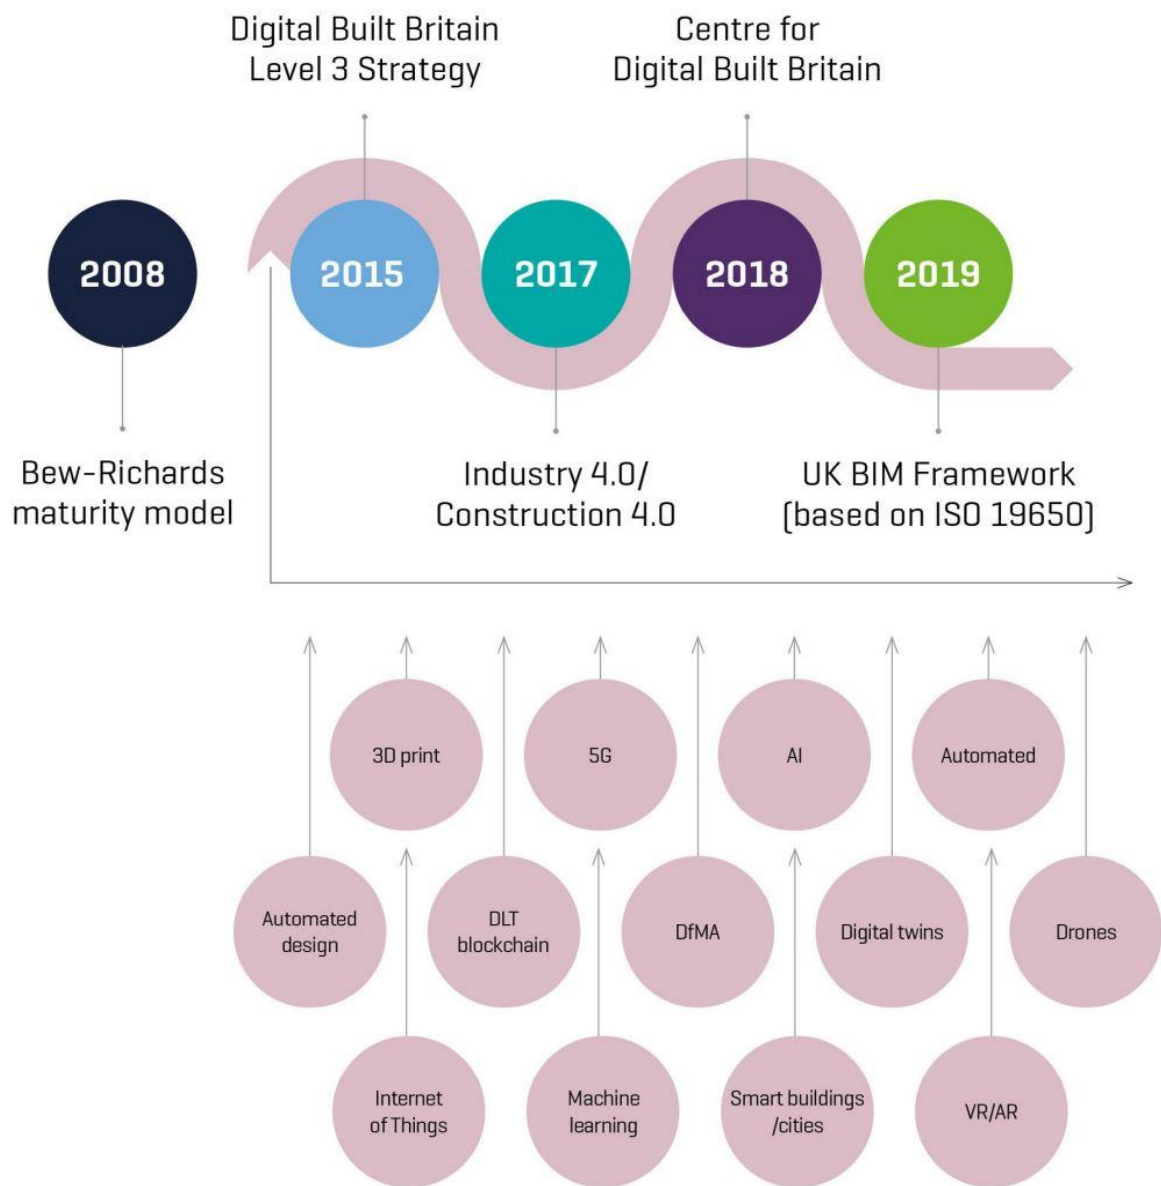 Digital Built Britain
Level 3 Strategy
Centre for
Digital Built Britain
2008
2015
2017
2018
2019
Bew-Richards
maturity model
Industry 4.0/
Construction 4.0
UK BIM Framework
(based on ISO 19650)
3D print
5G
AI
Automated
Automated
design
DLT
blockchain
DfMA
Digital twins
Drones
Internet
of Things
Machine
learning
Smart buildings
/cities
VR/AR